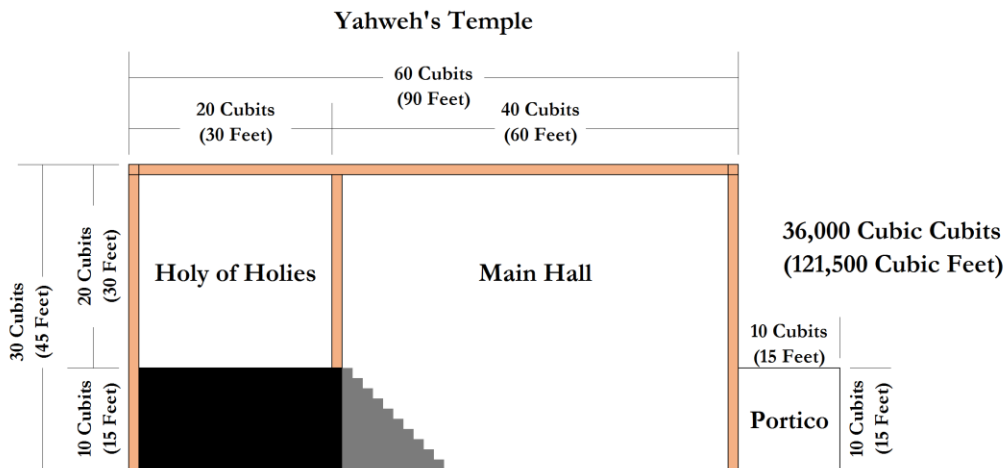 Yahweh's Temple
60 Cubits
(90 Feet)
20 Cubits
(30 Feet)
40 Cubits
(60 Feet)
30 Cubits
(45 Feet)
20 Cubits
(30 Feet)
Holy of Holies
Main Hall
36,000 Cubic Cubits
(121,500 Cubic Feet)
10 Cubits
(15 Feet)
10 Cubits
(15 Feet)
Portico
10 Cubits
(15 Feet)